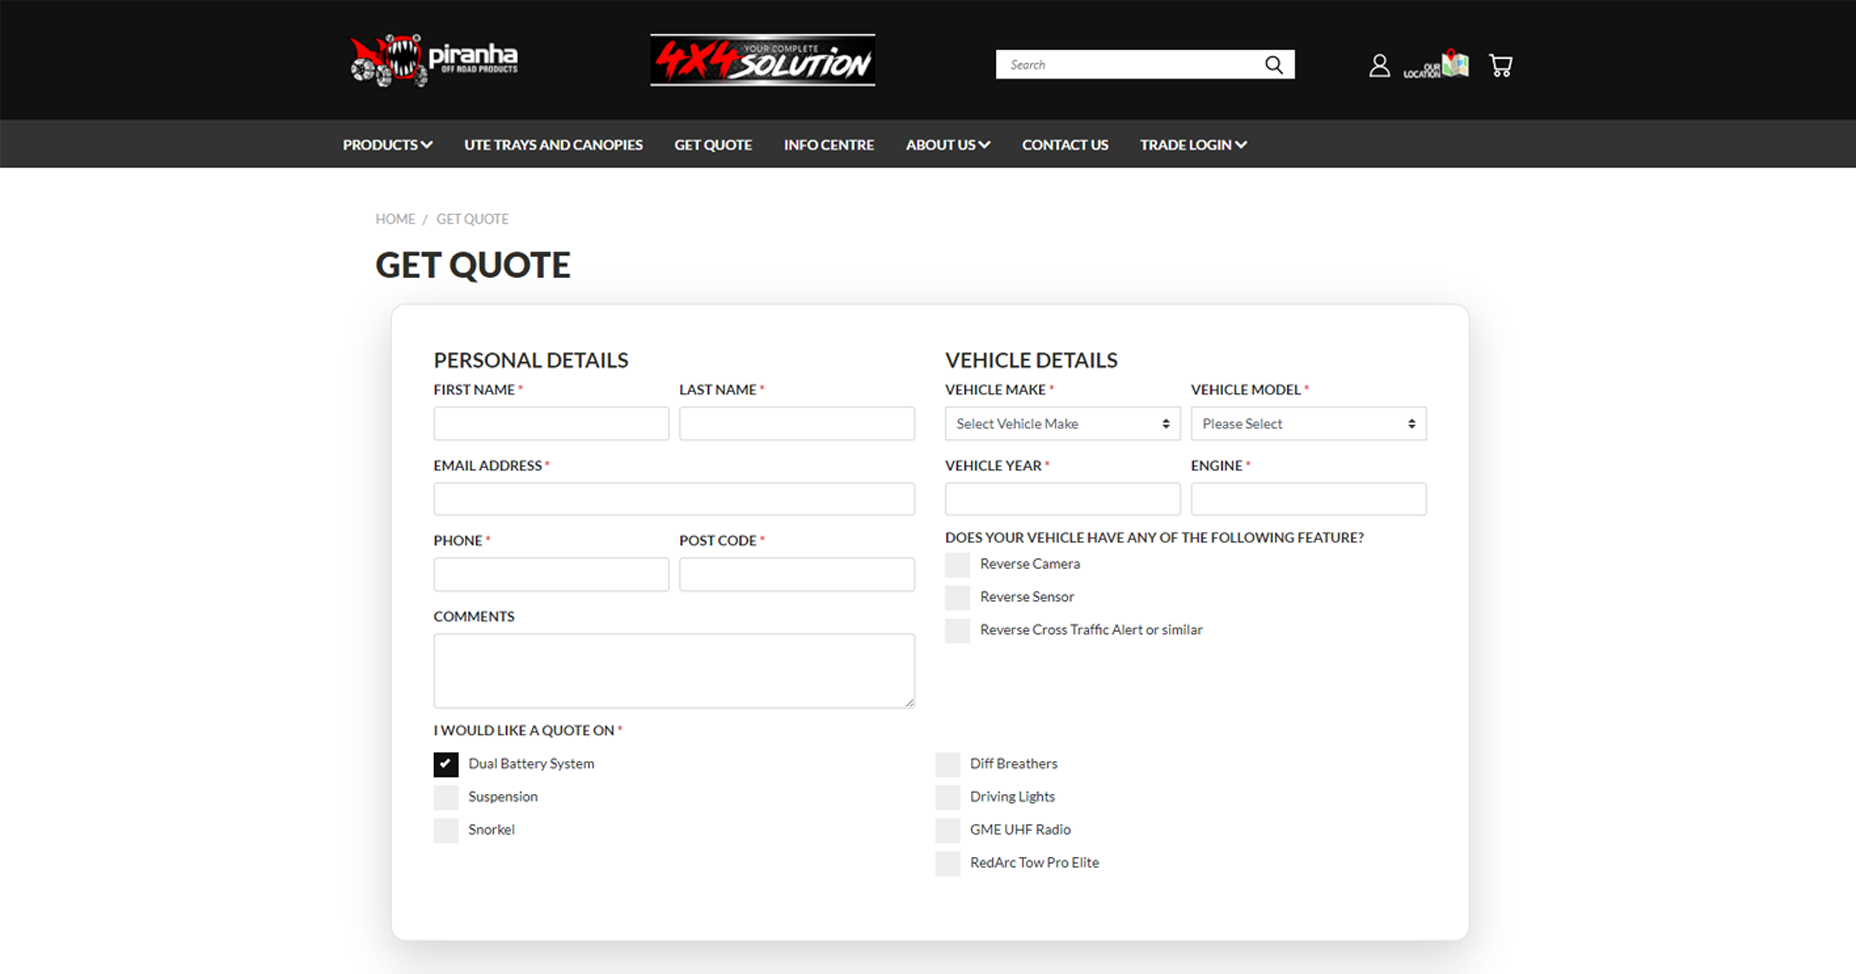 piranha
OFF ROAD PRODUCTS
4X4 YOUR COMPLETE
SOLUTION
Search
OUR
LOCATION
PRODUCTS UTE TRAYS AND CANOPIES GET QUOTE INFO CENTRE ABOUT US CONTACT US TRADE LOGIN
HOME / GET QUOTE
GET QUOTE
PERSONAL DETAILS
FIRST NAME * LAST NAME *
EMAIL ADDRESS *
PHONE * POST CODE *
COMMENTS
VEHICLE DETAILS
VEHICLE MAKE * VEHICLE MODEL *
Select Vehicle Make Please Select
VEHICLE YEAR * ENGINE *
DOES YOUR VEHICLE HAVE ANY OF THE FOLLOWING FEATURE?
Reverse Camera
Reverse Sensor
Reverse Cross Traffic Alert or similar
I WOULD LIKE A QUOTE ON *
Dual Battery System
Suspension
Snorkel
Diff Breathers
Driving Lights
GME UHF Radio
RedArc Tow Pro Elite